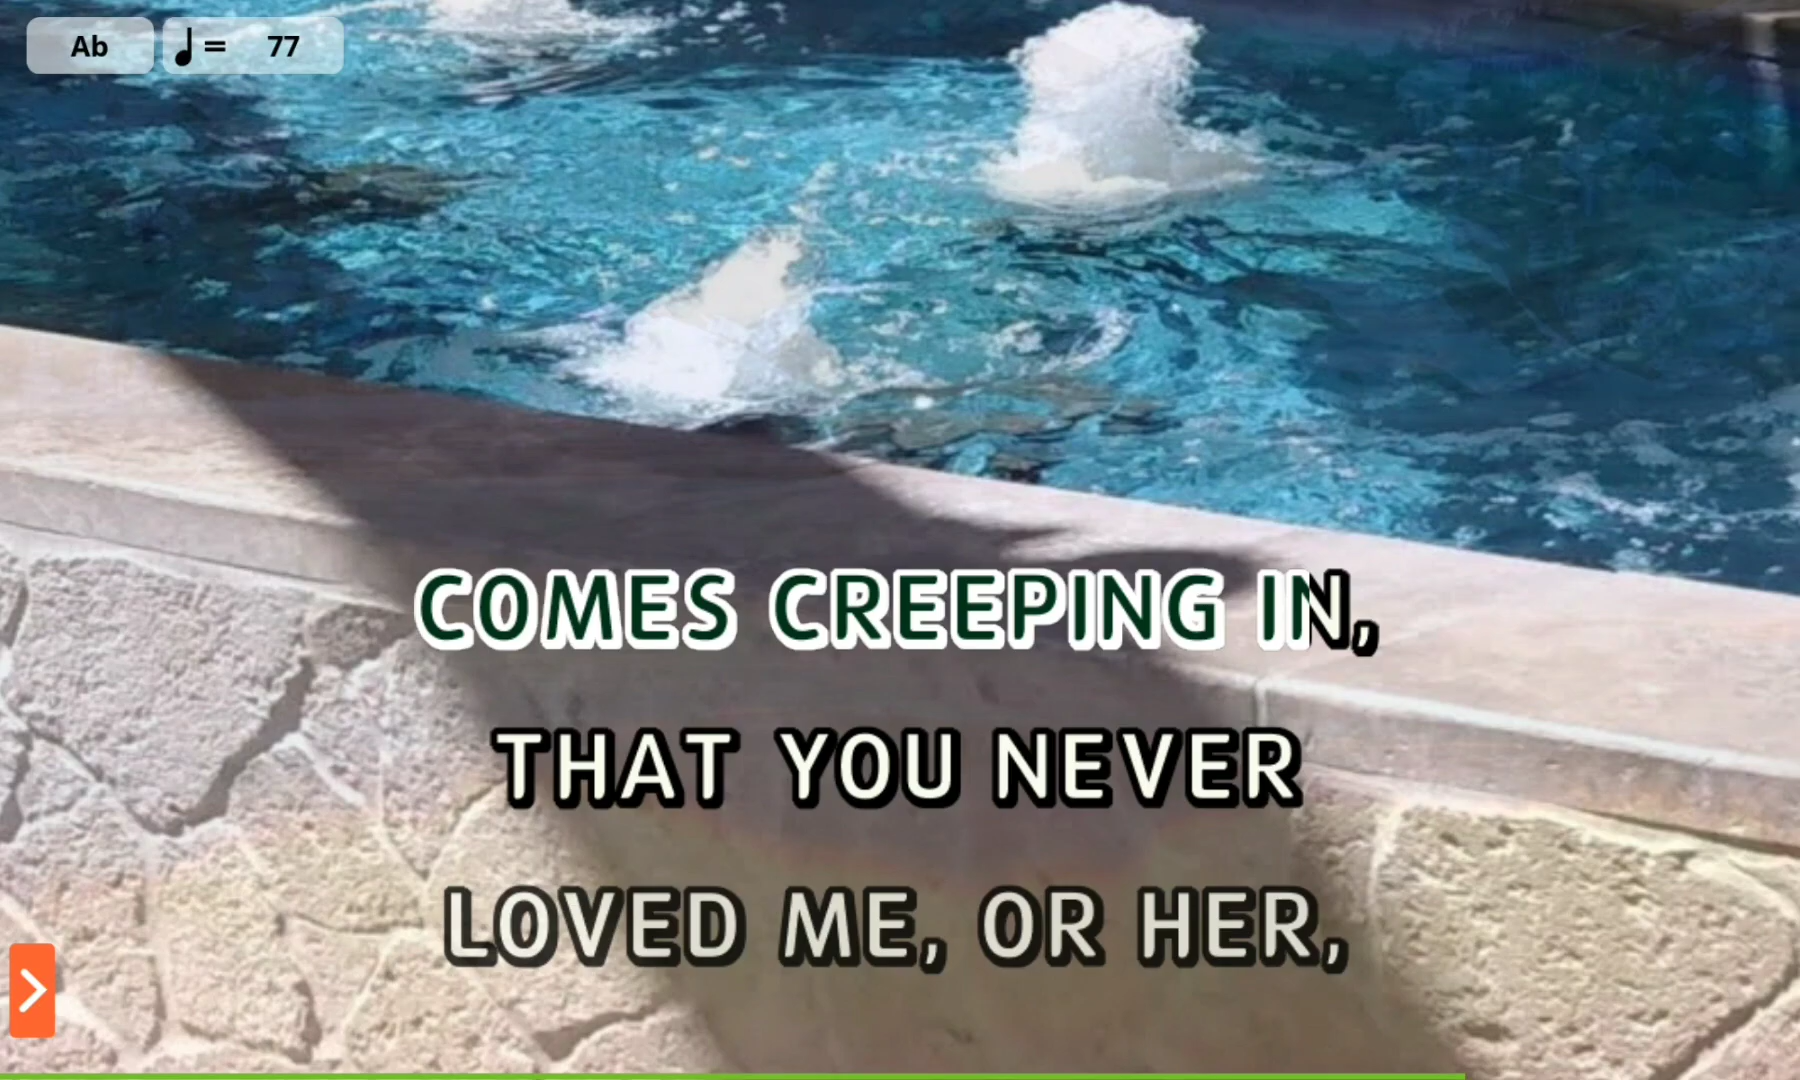 Ab
♩ = 77
COMES CREEPING IN,
THAT YOU NEVER
LOVED ME, OR HER,